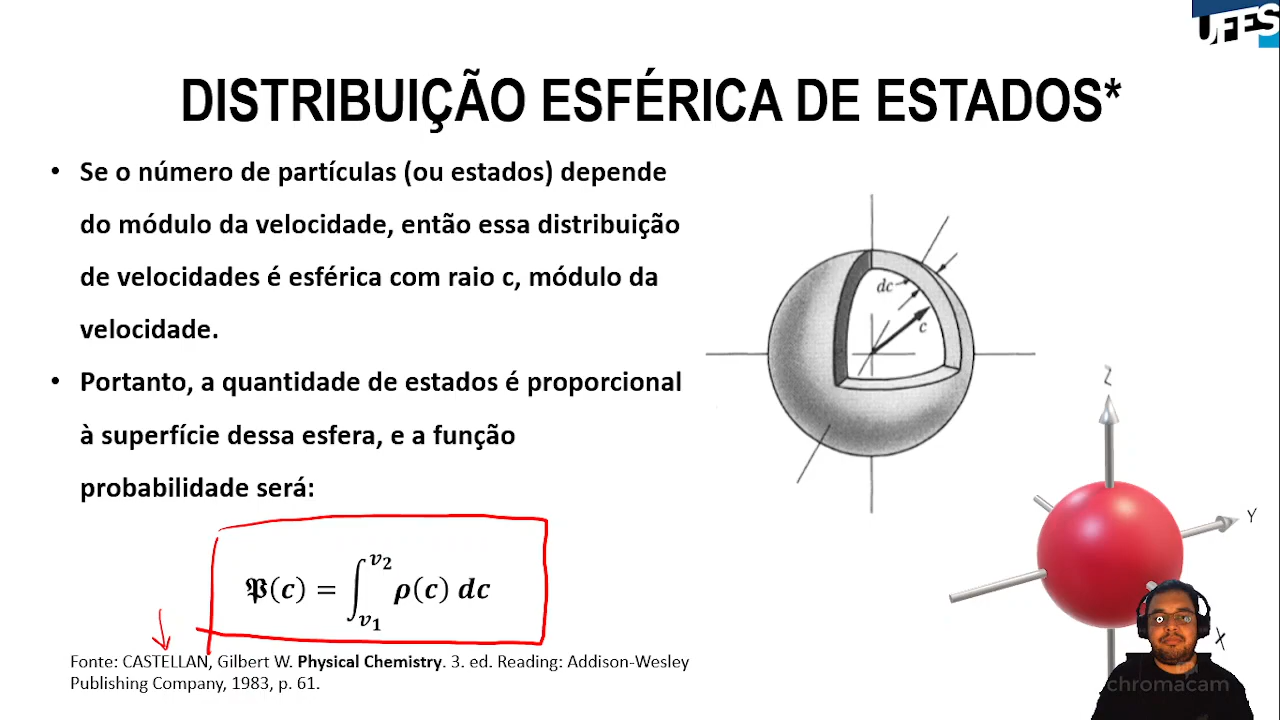 UFES
DISTRIBUIÇÃO ESFÉRICA DE ESTADOS*
• Se o número de partículas (ou estados) depende
do módulo da velocidade, então essa distribuição
de velocidades é esférica com raio c, módulo da
velocidade.
• Portanto, a quantidade de estados é proporcional
à superfície dessa esfera, e a função
probabilidade será:
𝕻(c) = ∫_{v₁}^{v₂} ρ(c) dc
Fonte: CASTELLAN, Gilbert W. Physical Chemistry. 3. ed. Reading: Addison-Wesley
Publishing Company, 1983, p. 61.
dc
c
Z
Y
X
chromacam